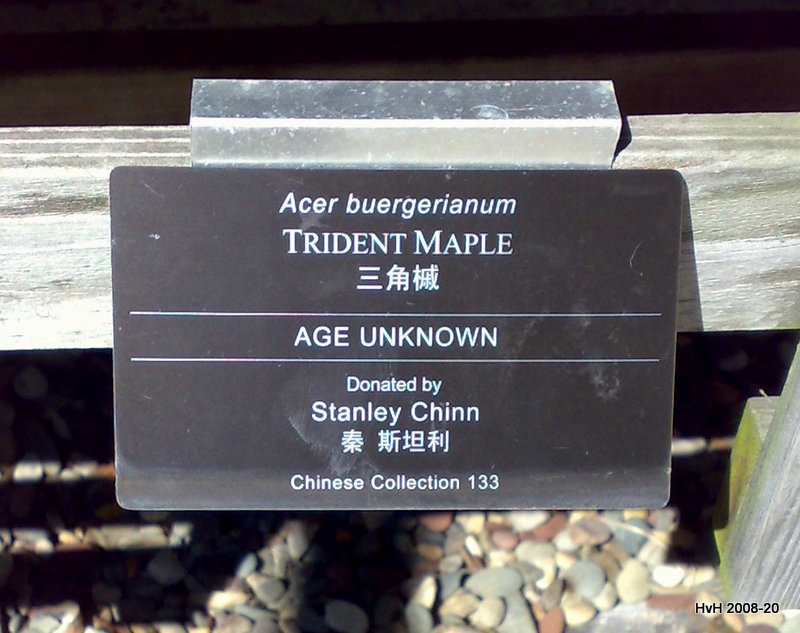 Acer buergerianum
TRIDENT MAPLE
三角槭
AGE UNKNOWN
Donated by
Stanley Chinn
秦 斯坦利
Chinese Collection 133
HvH 2008-20